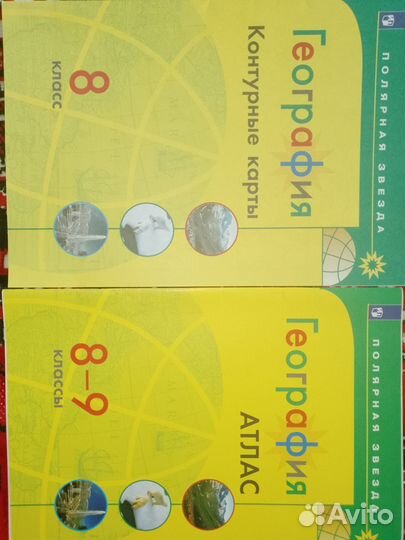 ПОЛЯРНАЯ ЗВЕЗДА
География
Контурные карты
8
класс
ПОЛЯРНАЯ ЗВЕЗДА
География
АТЛАС
8–9
классы
Avito